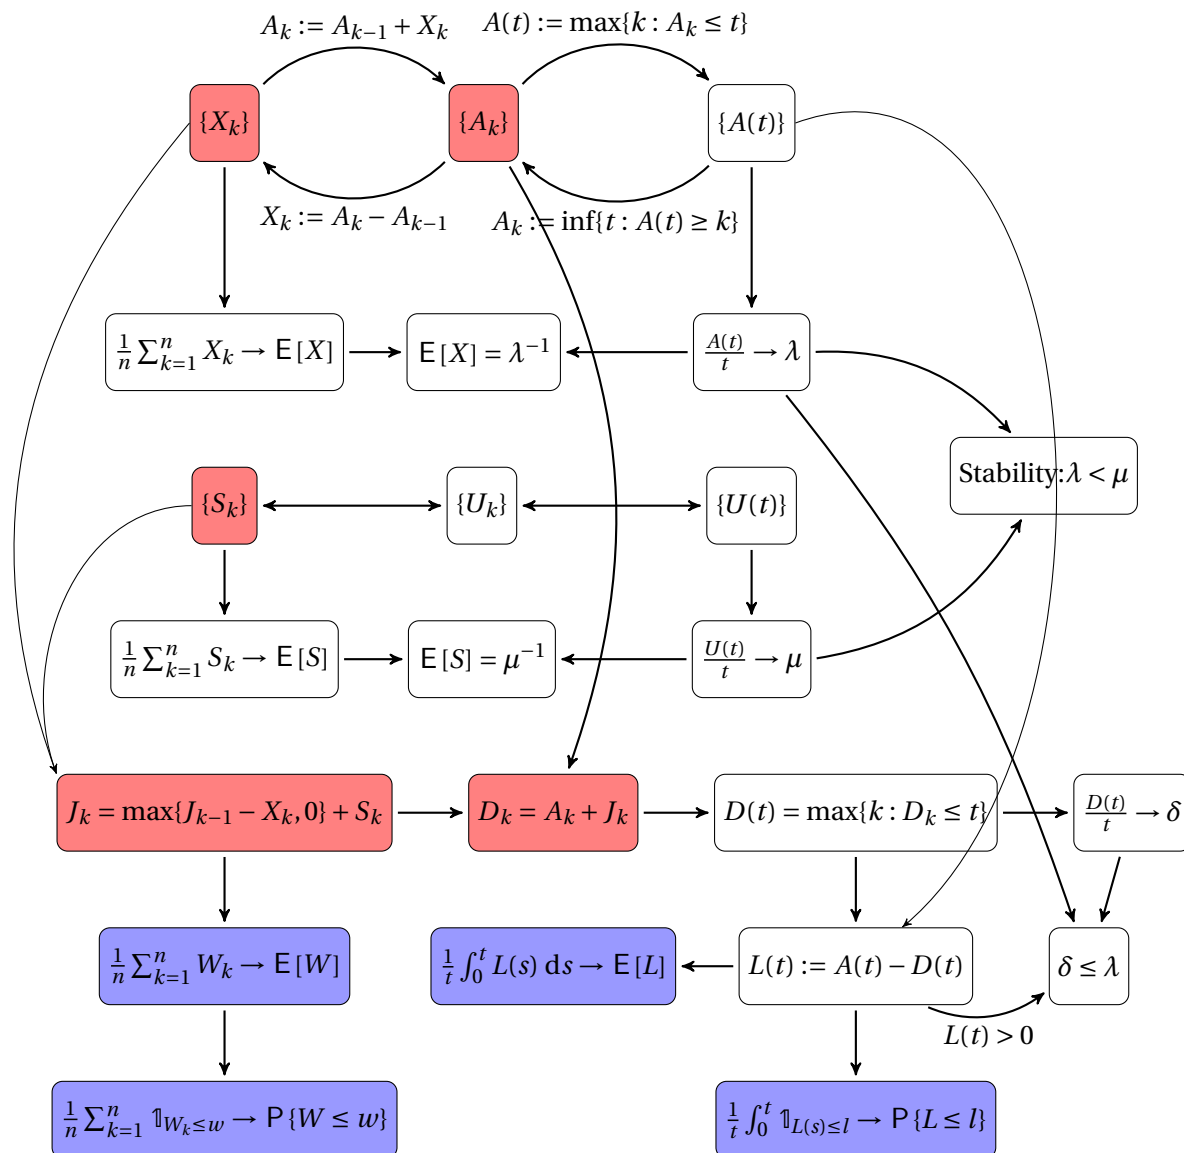 A_k := A_{k−1} + X_k
A(t) := max{k : A_k ≤ t}
{X_k}
{A_k}
{A(t)}
X_k := A_k − A_{k−1}
A_k := inf{t : A(t) ≥ k}
1/n ∑_{k=1}^n X_k → E[X]
E[X] = λ^{−1}
A(t)/t → λ
Stability: λ < μ
{S_k}
{U_k}
{U(t)}
1/n ∑_{k=1}^n S_k → E[S]
E[S] = μ^{−1}
U(t)/t → μ
J_k = max{J_{k−1} − X_k, 0} + S_k
D_k = A_k + J_k
D(t) = max{k : D_k ≤ t}
D(t)/t → δ
1/n ∑_{k=1}^n W_k → E[W]
1/t ∫_0^t L(s) ds → E[L]
L(t) := A(t) − D(t)
δ ≤ λ
L(t) > 0
1/n ∑_{k=1}^n 𝟙_{W_k ≤ w} → P{W ≤ w}
1/t ∫_0^t 𝟙_{L(s) ≤ l} → P{L ≤ l}